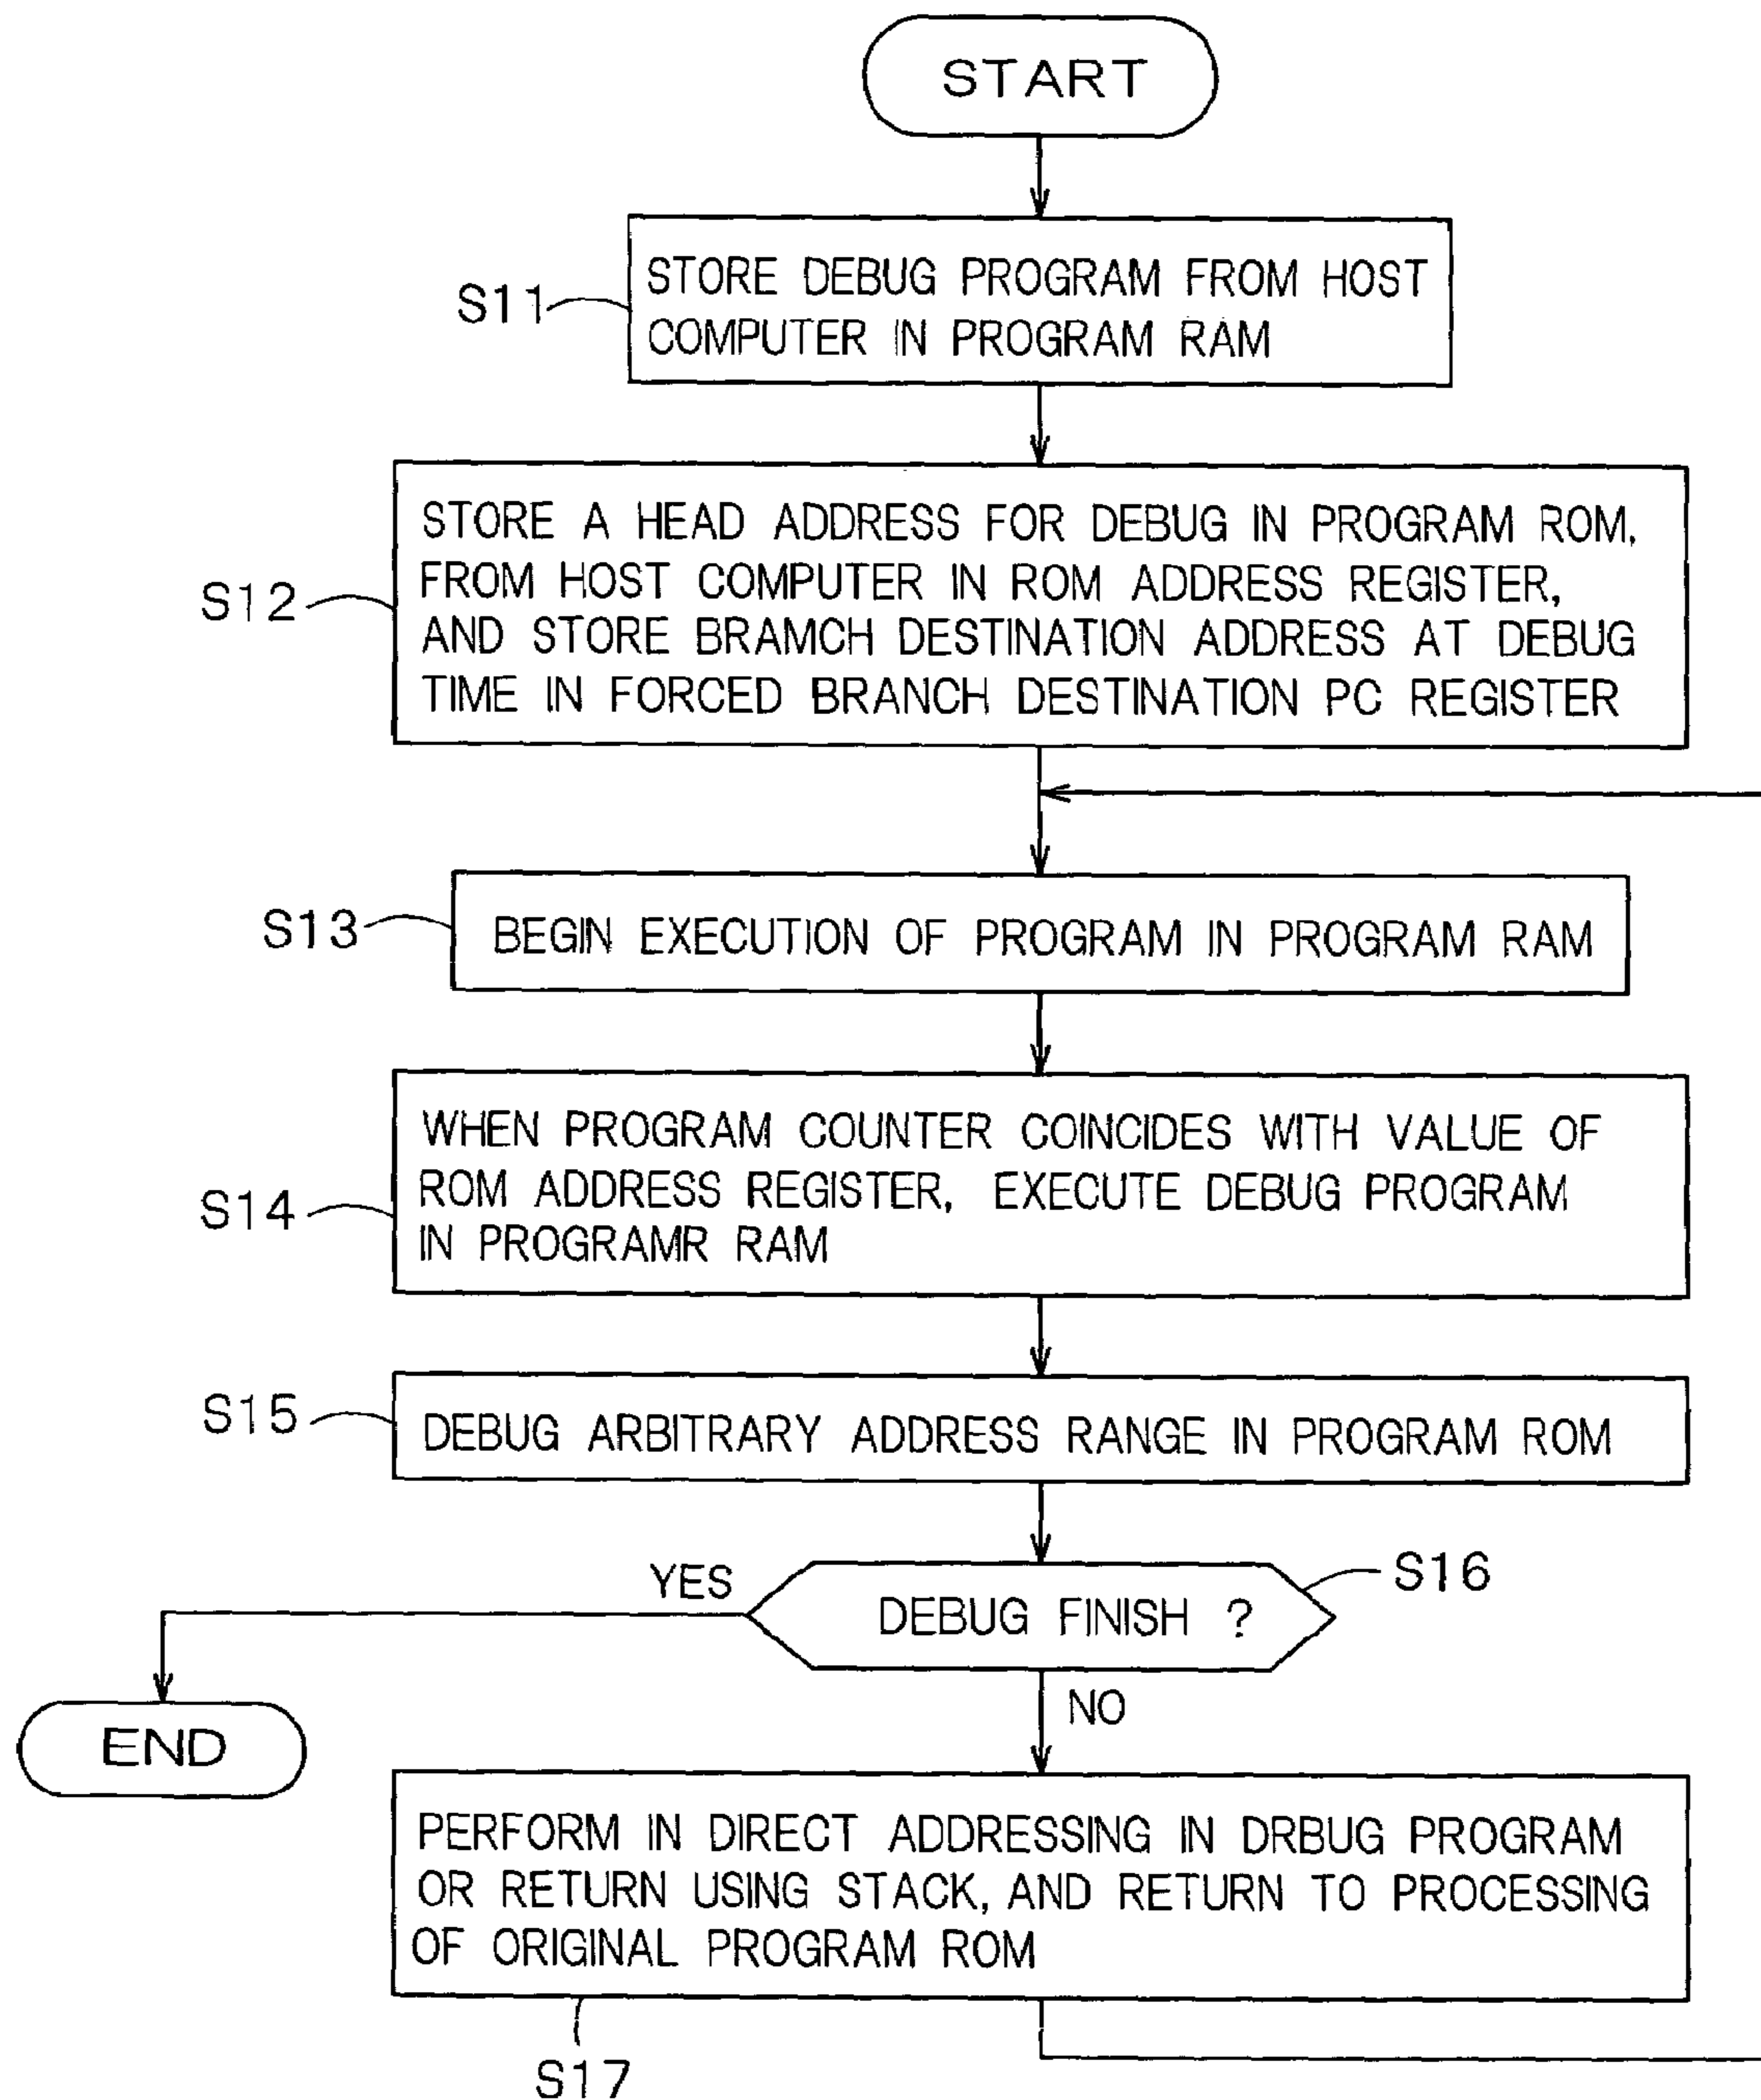 START
S11
STORE DEBUG PROGRAM FROM HOST
COMPUTER IN PROGRAM RAM
S12
STORE A HEAD ADDRESS FOR DEBUG IN PROGRAM ROM,
FROM HOST COMPUTER IN ROM ADDRESS REGISTER,
AND STORE BRAMCH DESTINATION ADDRESS AT DEBUG
TIME IN FORCED BRANCH DESTINATION PC REGISTER
S13
BEGIN EXECUTION OF PROGRAM IN PROGRAM RAM
S14
WHEN PROGRAM COUNTER COINCIDES WITH VALUE OF
ROM ADDRESS REGISTER, EXECUTE DEBUG PROGRAM
IN PROGRAMR RAM
S15
DEBUG ARBITRARY ADDRESS RANGE IN PROGRAM ROM
S16
YES
DEBUG FINISH ?
NO
END
PERFORM IN DIRECT ADDRESSING IN DRBUG PROGRAM
OR RETURN USING STACK, AND RETURN TO PROCESSING
OF ORIGINAL PROGRAM ROM
S17